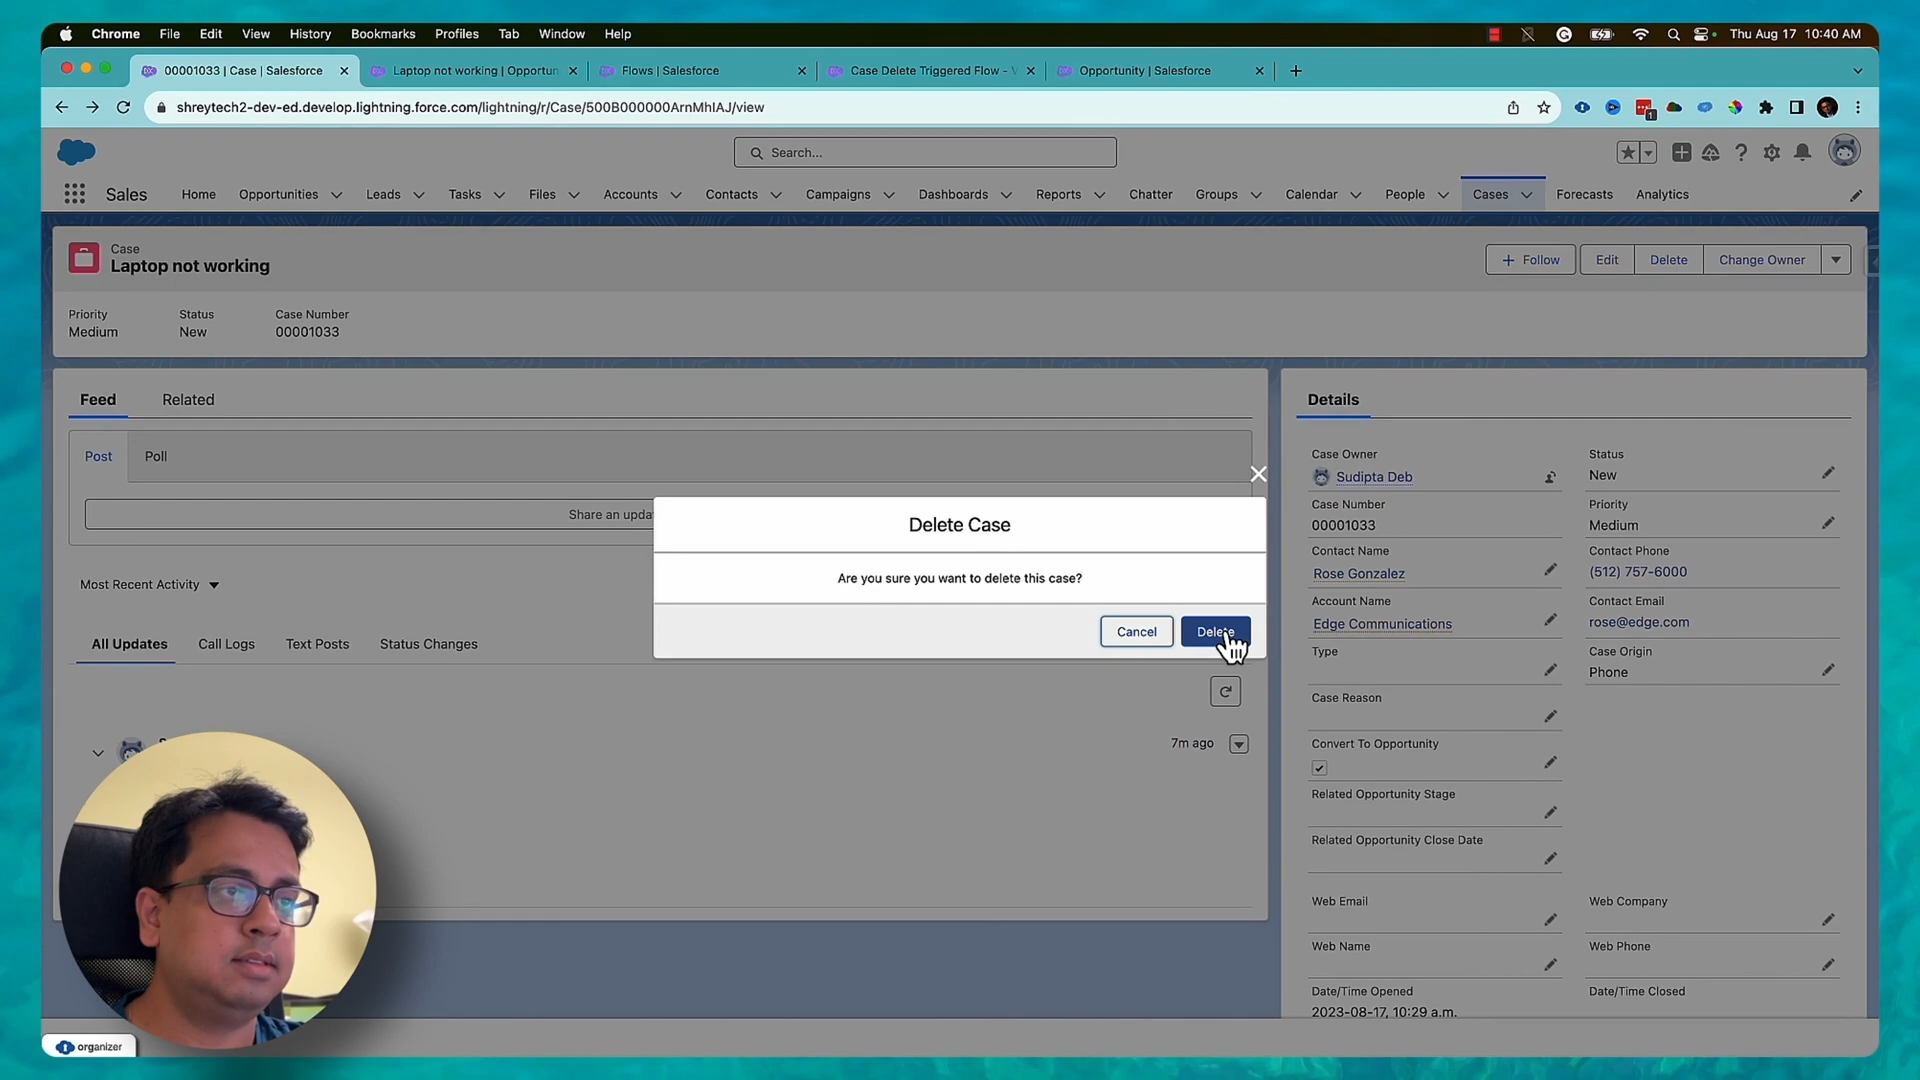 Chrome File Edit View History Bookmarks Profiles Tab Window Help Thu Aug 17 10:40 AM
00001033 | Case | Salesforce Laptop not working | Opportun Flows | Salesforce Case Delete Triggered Flow - V Opportunity | Salesforce
shreytech2-dev-ed.develop.lightning.force.com/lightning/r/Case/500B000000ArnMhIAJ/view 1
Search...
Sales Home Opportunities Leads Tasks Files Accounts Contacts Campaigns Dashboards Reports Chatter Groups Calendar People Cases Forecasts Analytics
Case
Laptop not working
Follow Edit Delete Change Owner
Priority Status Case Number
Medium New 00001033
Feed Related
Post Poll
Share an upda
Most Recent Activity
All Updates Call Logs Text Posts Status Changes
7m ago
Delete Case
Are you sure you want to delete this case?
Cancel Delete
Details
Case Owner Status
Sudipta Deb New
Case Number Priority
00001033 Medium
Contact Name Contact Phone
Rose Gonzalez (512) 757-6000
Account Name Contact Email
Edge Communications rose@edge.com
Type Case Origin
Phone
Case Reason
Convert To Opportunity
Related Opportunity Stage
Related Opportunity Close Date
Web Email Web Company
Web Name Web Phone
Date/Time Opened Date/Time Closed
2023-08-17, 10:29 a.m.
organizer